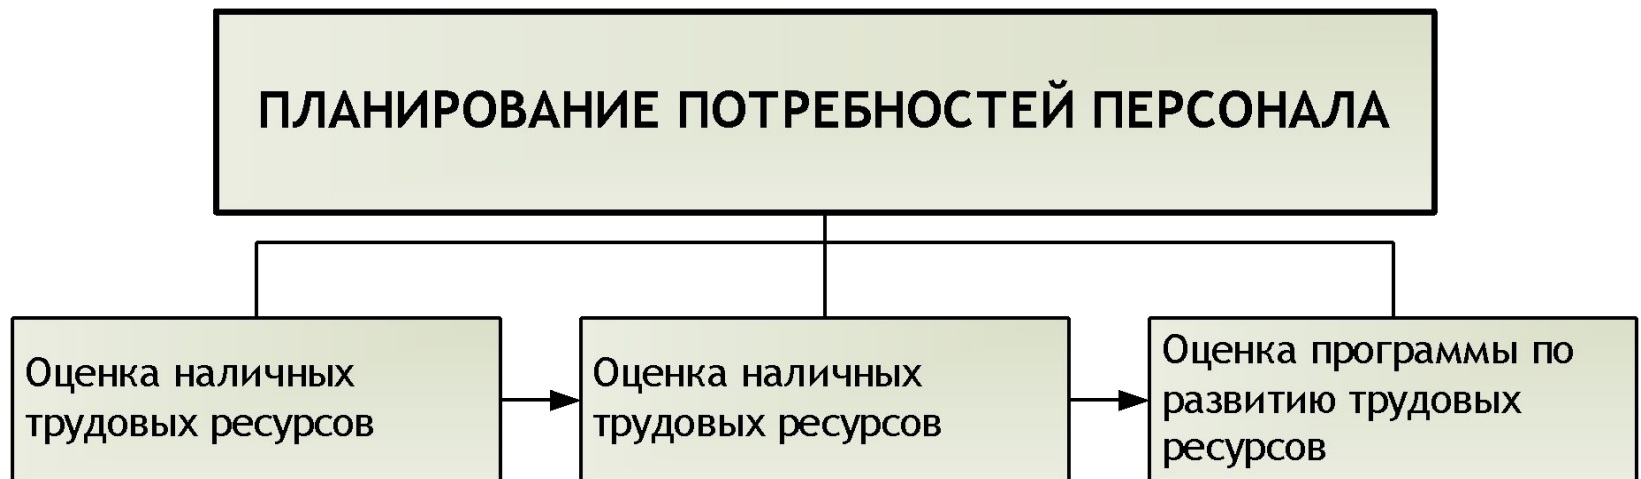 ПЛАНИРОВАНИЕ ПОТРЕБНОСТЕЙ ПЕРСОНАЛА
Оценка наличных
трудовых ресурсов
Оценка наличных
трудовых ресурсов
Оценка программы по
развитию трудовых
ресурсов